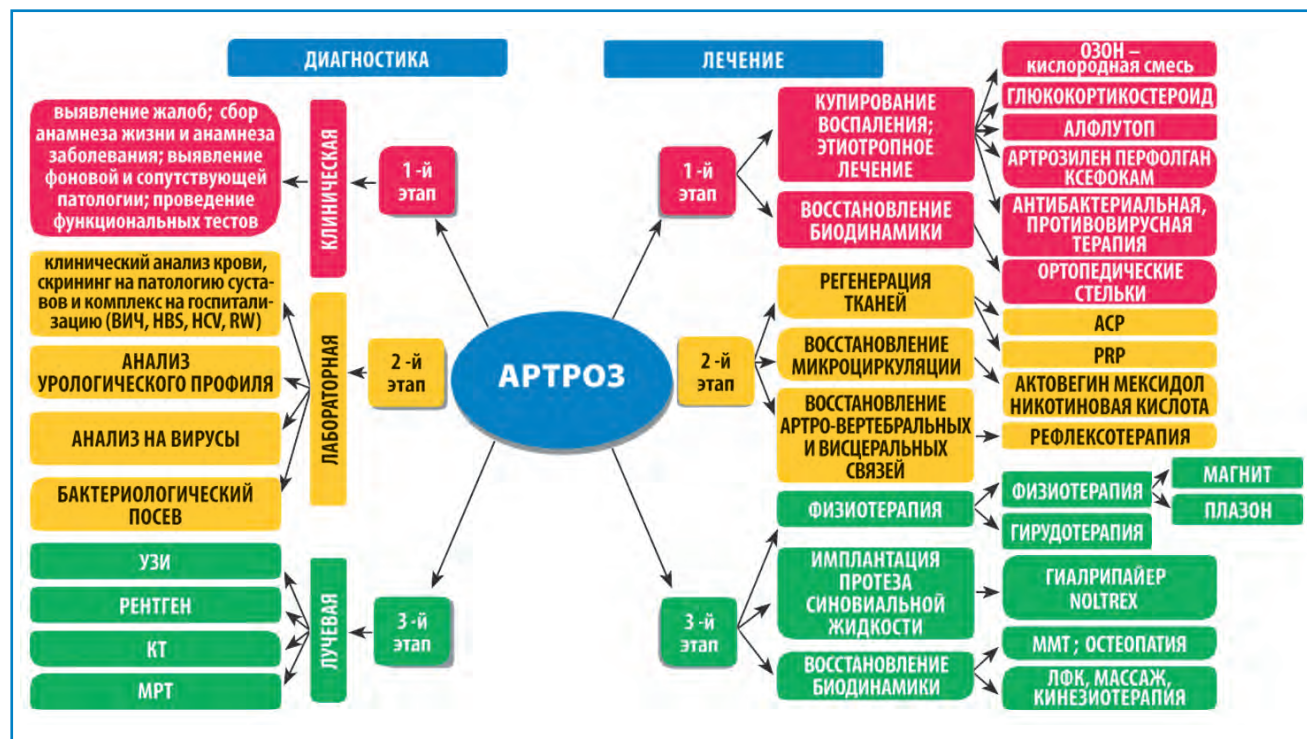 ДИАГНОСТИКА
ЛЕЧЕНИЕ
выявление жалоб; сбор
анамнеза жизни и анамнеза
заболевания; выявление
фоновой и сопутствующей
патологии; проведение
функциональных тестов
КЛИНИЧЕСКАЯ
1-й
этап
клинический анализ крови,
скрининг на патологию суста-
вов и комплекс на госпитали-
зацию (ВИЧ, HBS, HCV, RW)
АНАЛИЗ
УРОЛОГИЧЕСКОГО ПРОФИЛЯ
АНАЛИЗ НА ВИРУСЫ
БАКТЕРИОЛОГИЧЕСКИЙ
ПОСЕВ
ЛАБОРАТОРНАЯ
2-й
этап
УЗИ
РЕНТГЕН
КТ
МРТ
ЛУЧЕВАЯ
3-й
этап
АРТРОЗ
1-й
этап
КУПИРОВАНИЕ
ВОСПАЛЕНИЯ;
ЭТИОТРОПНОЕ
ЛЕЧЕНИЕ
ВОССТАНОВЛЕНИЕ
БИОДИНАМИКИ
ОЗОН –
кислородная смесь
ГЛЮКОКОРТИКОСТЕРОИД
АЛФЛУТОП
АРТРОЗИЛЕН ПЕРФОЛГАН
КСЕФОКАМ
АНТИБАКТЕРИАЛЬНАЯ,
ПРОТИВОВИРУСНАЯ
ТЕРАПИЯ
ОРТОПЕДИЧЕСКИЕ
СТЕЛЬКИ
2-й
этап
РЕГЕНЕРАЦИЯ
ТКАНЕЙ
ВОССТАНОВЛЕНИЕ
МИКРОЦИРКУЛЯЦИИ
ВОССТАНОВЛЕНИЕ
АРТРО-ВЕРТЕБРАЛЬНЫХ
И ВИСЦЕРАЛЬНЫХ
СВЯЗЕЙ
ACP
PRP
АКТОВЕГИН МЕКСИДОЛ
НИКОТИНОВАЯ КИСЛОТА
РЕФЛЕКСОТЕРАПИЯ
3-й
этап
ФИЗИОТЕРАПИЯ
ИМПЛАНТАЦИЯ
ПРОТЕЗА
СИНОВИАЛЬНОЙ
ЖИДКОСТИ
ВОССТАНОВЛЕНИЕ
БИОДИНАМИКИ
ФИЗИОТЕРАПИЯ
ГИРУДОТЕРАПИЯ
МАГНИТ
ПЛАЗОН
ГИАЛРИПАЙЕР
NOLTREX
ММТ; ОСТЕОПАТИЯ
ЛФК, МАССАЖ,
КИНЕЗИОТЕРАПИЯ